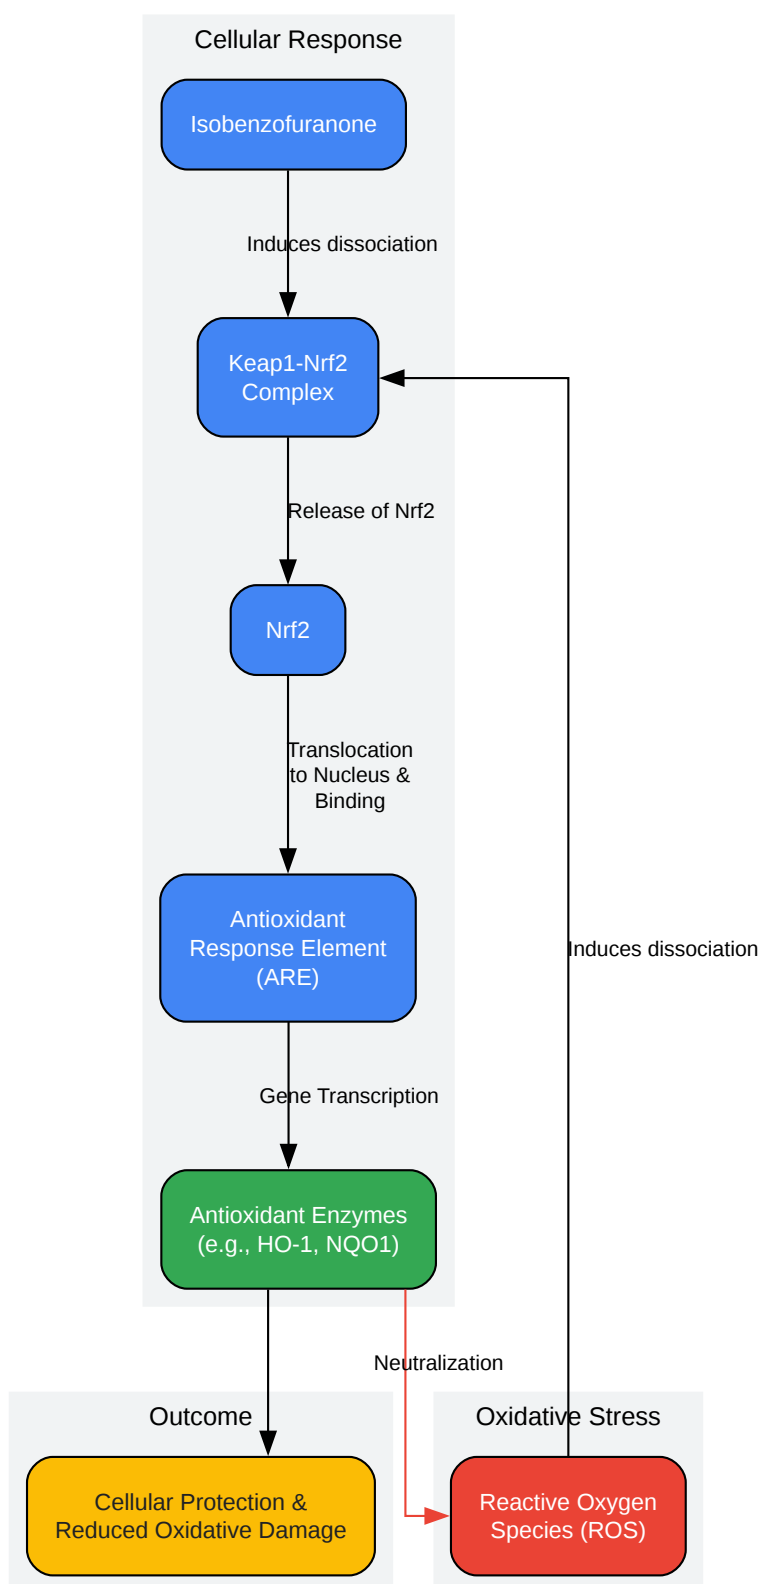 Cellular Response
Isobenzofuranone
Induces dissociation
Keap1-Nrf2
Complex
Release of Nrf2
Nrf2
Translocation
to Nucleus &
Binding
Antioxidant
Response Element
(ARE)
Induces dissociation
Gene Transcription
Antioxidant Enzymes
(e.g., HO-1, NQO1)
Neutralization
Outcome
Oxidative Stress
Cellular Protection &
Reduced Oxidative Damage
Reactive Oxygen
Species (ROS)